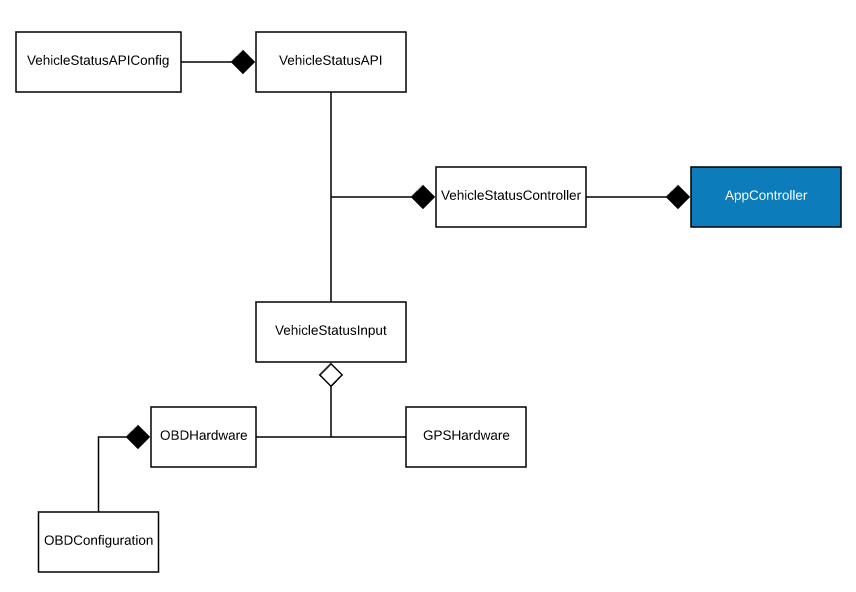 VehicleStatusAPIConfig
VehicleStatusAPI
VehicleStatusController
AppController
VehicleStatusInput
OBDHardware
GPSHardware
OBDConfiguration